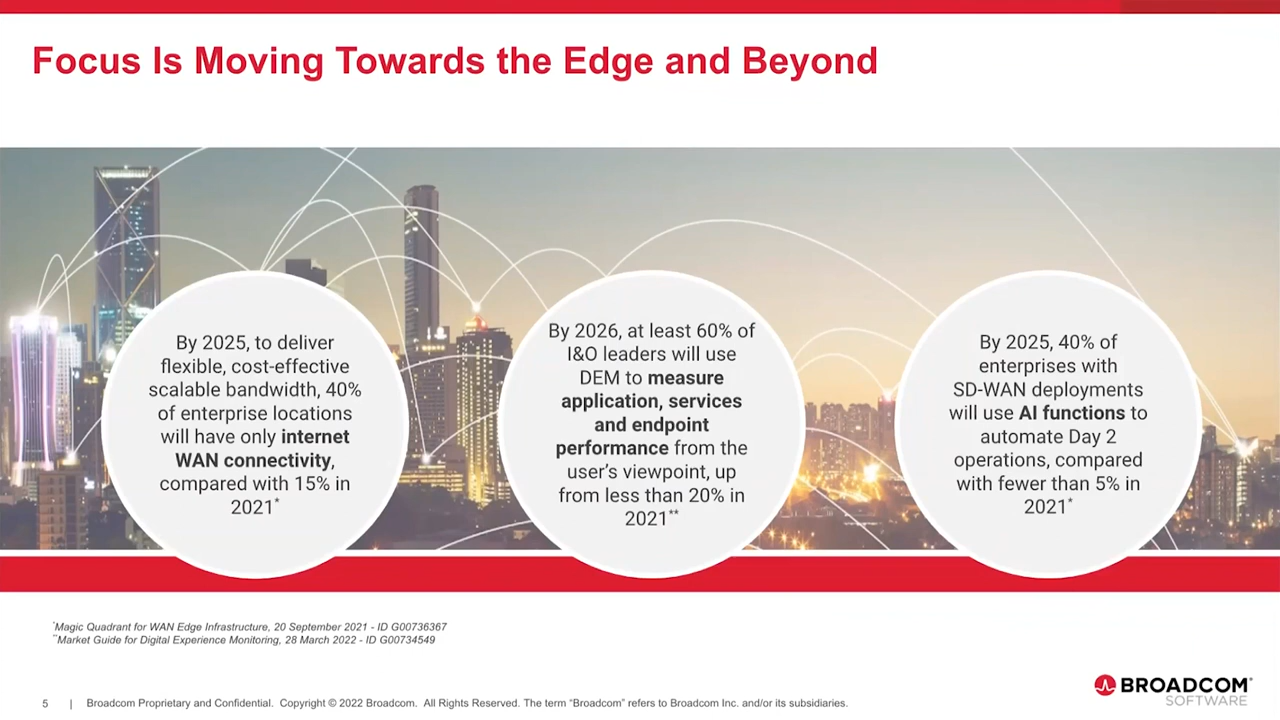 Focus Is Moving Towards the Edge and Beyond
By 2025, to deliver
flexible, cost-effective
scalable bandwidth, 40%
of enterprise locations
will have only internet
WAN connectivity,
compared with 15% in
2021*
By 2026, at least 60% of
I&O leaders will use
DEM to measure
application, services
and endpoint
performance from the
user’s viewpoint, up
from less than 20% in
2021**
By 2025, 40% of
enterprises with
SD-WAN deployments
will use AI functions to
automate Day 2
operations, compared
with fewer than 5% in
2021*
*Magic Quadrant for WAN Edge Infrastructure, 20 September 2021 - ID G00736367
**Market Guide for Digital Experience Monitoring, 28 March 2022 - ID G00734549
5 | Broadcom Proprietary and Confidential. Copyright © 2022 Broadcom. All Rights Reserved. The term “Broadcom” refers to Broadcom Inc. and/or its subsidiaries.
BROADCOM®
SOFTWARE